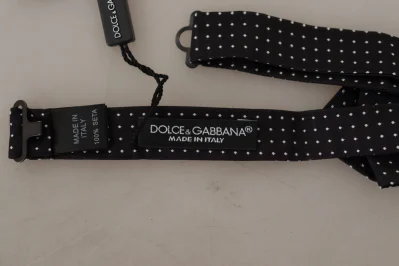 DOLCE&GABBANA
DOLCE&GABBANA®
MADE IN ITALY
MADE IN
ITALY
100% SETA